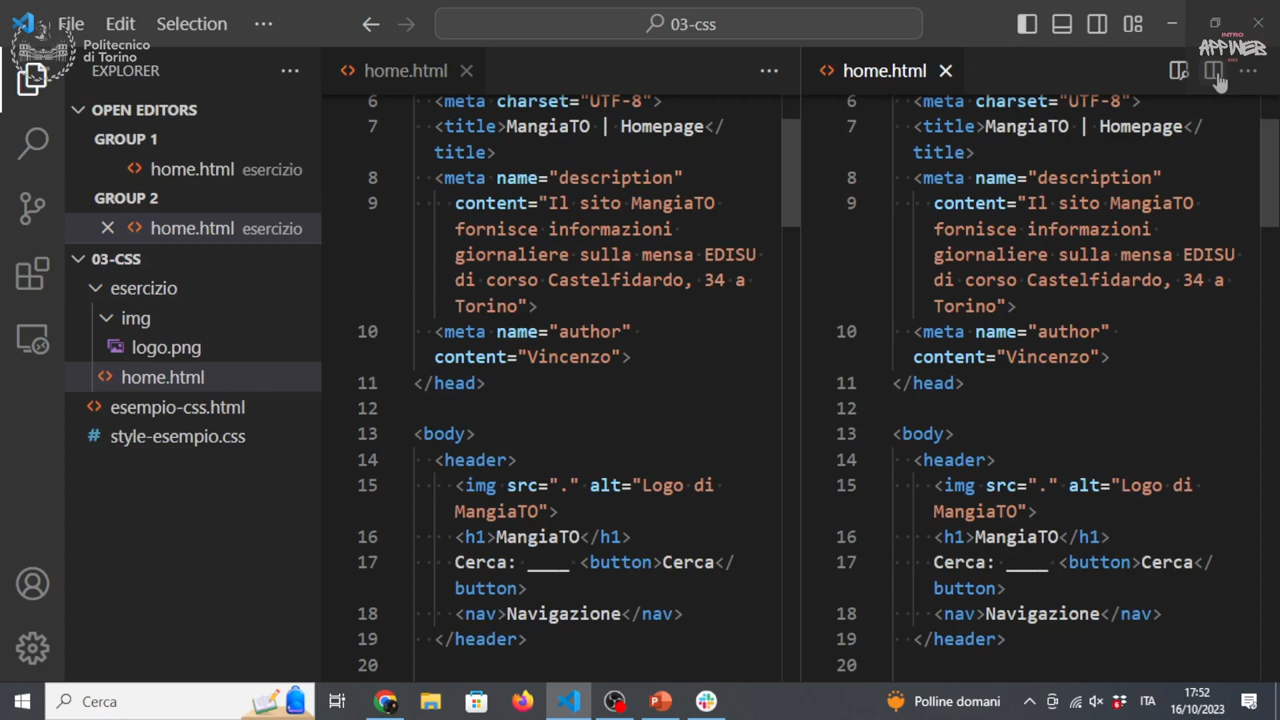 File Edit Selection ··· 03-css
Politecnico
di Torino
INTRO
APPINER
EXPLORER ···
OPEN EDITORS
GROUP 1
home.html esercizio
GROUP 2
home.html esercizio
03-CSS
esercizio
img
logo.png
home.html
esempio-css.html
style-esempio.css
home.html
6 <meta charset="UTF-8">
7 <title>MangiaTO | Homepage</
title>
8 <meta name="description"
9 content="Il sito MangiaTO
fornisce informazioni
giornaliere sulla mensa EDISU
di corso Castelfidardo, 34 a
Torino">
10 <meta name="author"
content="Vincenzo">
11 </head>
12
13 <body>
14 <header>
15 <img src="." alt="Logo di
MangiaTO">
16 <h1>MangiaTO</h1>
17 Cerca: ____ <button>Cerca</
button>
18 <nav>Navigazione</nav>
19 </header>
20
home.html
6 <meta charset="UTF-8">
7 <title>MangiaTO | Homepage</
title>
8 <meta name="description"
9 content="Il sito MangiaTO
fornisce informazioni
giornaliere sulla mensa EDISU
di corso Castelfidardo, 34 a
Torino">
10 <meta name="author"
content="Vincenzo">
11 </head>
12
13 <body>
14 <header>
15 <img src="." alt="Logo di
MangiaTO">
16 <h1>MangiaTO</h1>
17 Cerca: ____ <button>Cerca</
button>
18 <nav>Navigazione</nav>
19 </header>
20
Cerca
Polline domani
ITA
17:52
16/10/2023